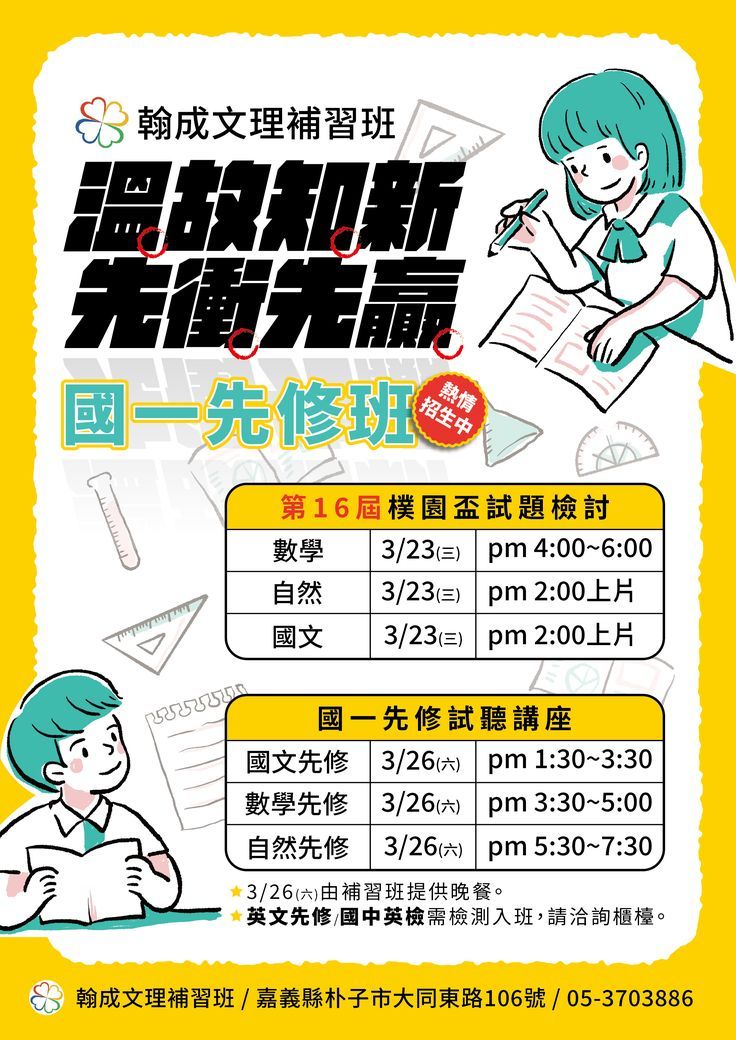 翰成文理補習班
溫故知新
先衝先贏
國一先修班
熱情
招生中
第16屆樸園盃試題檢討
數學 3/23(三) pm 4:00~6:00
自然 3/23(三) pm 2:00上片
國文 3/23(三) pm 2:00上片
國一先修試聽講座
國文先修 3/26(六) pm 1:30~3:30
數學先修 3/26(六) pm 3:30~5:00
自然先修 3/26(六) pm 5:30~7:30
★3/26(六)由補習班提供晚餐。
★英文先修/國中英檢需檢測入班,請洽詢櫃檯。
翰成文理補習班 / 嘉義縣朴子市大同東路106號 / 05-3703886